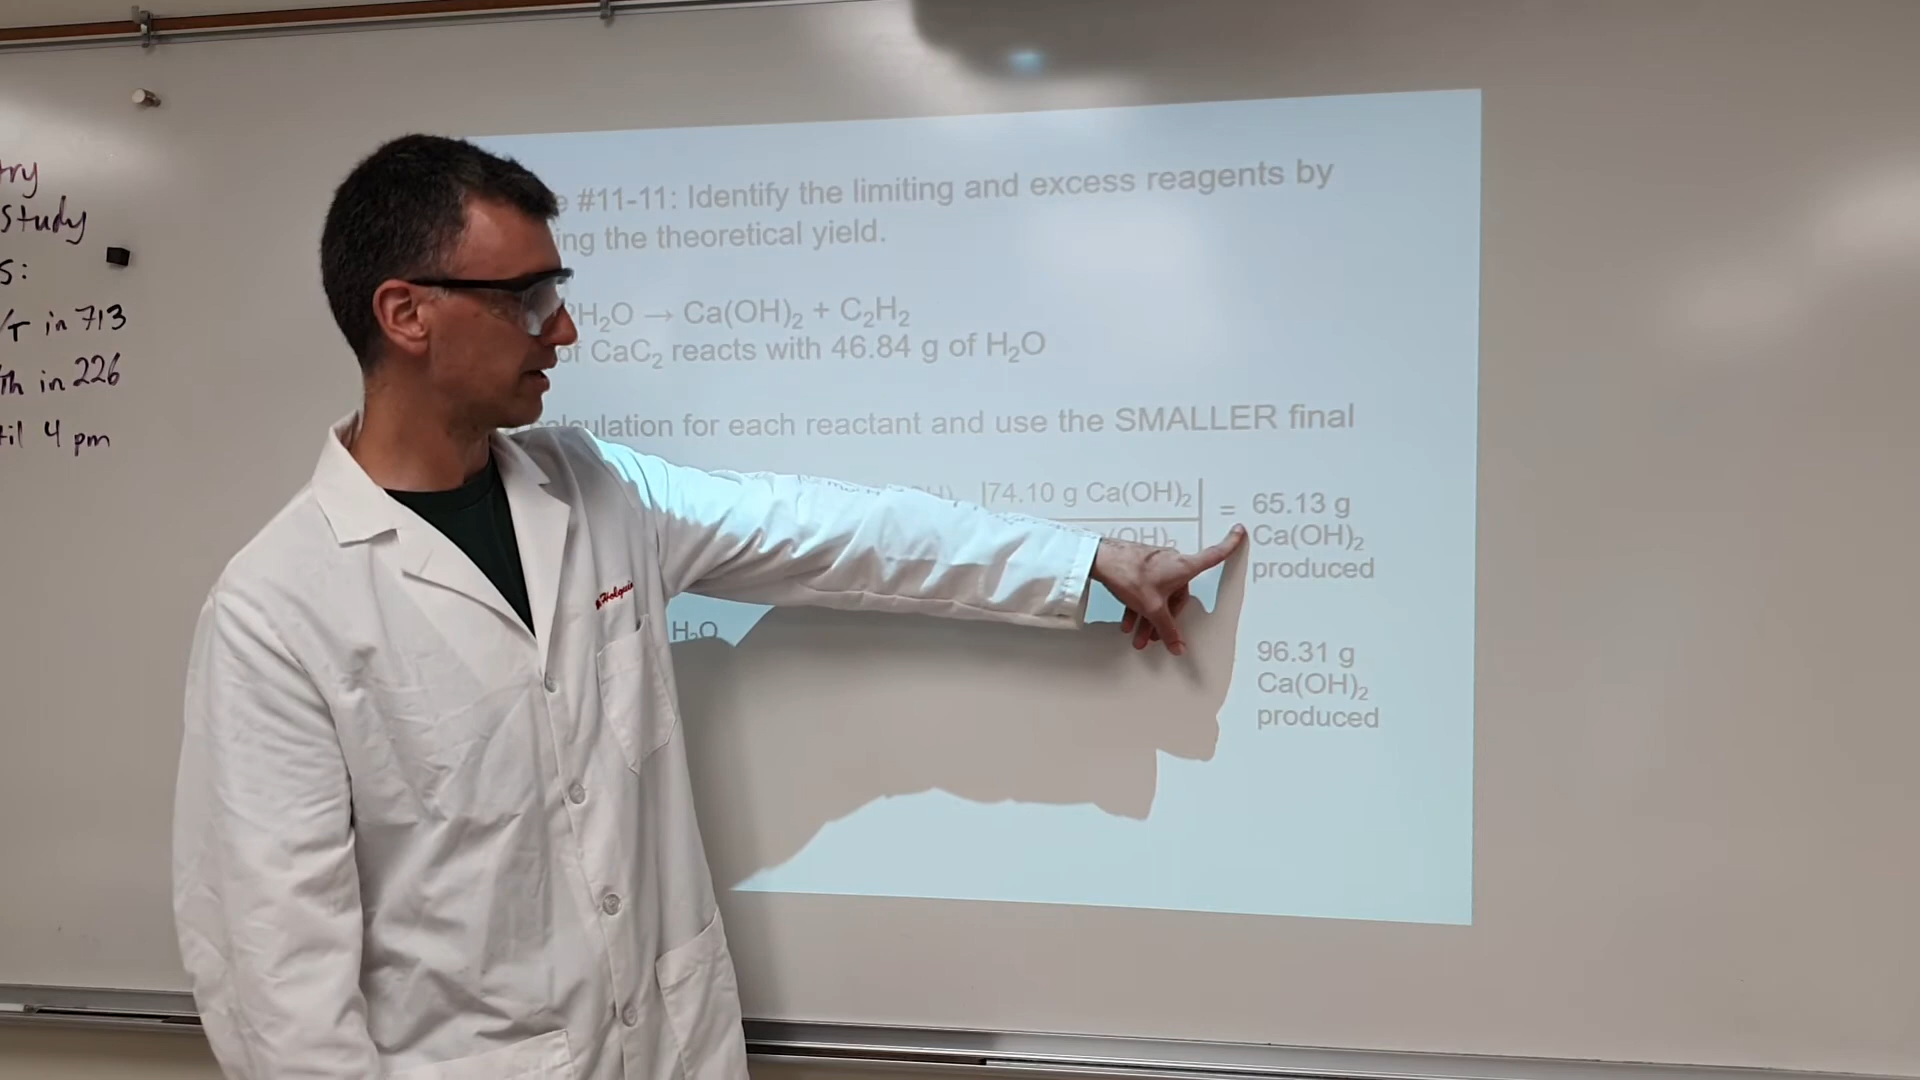 try
Study
s:
/T in 713
Th in 226
til 4 pm
e #11-11: Identify the limiting and excess reagents by
ing the theoretical yield.
2H₂O → Ca(OH)₂ + C₂H₂
of CaC₂ reacts with 46.84 g of H₂O
calculation for each reactant and use the SMALLER final
74.10 g Ca(OH)₂ = 65.13 g
Ca(OH)₂
produced
H₂O
96.31 g
Ca(OH)₂
produced
Holquin